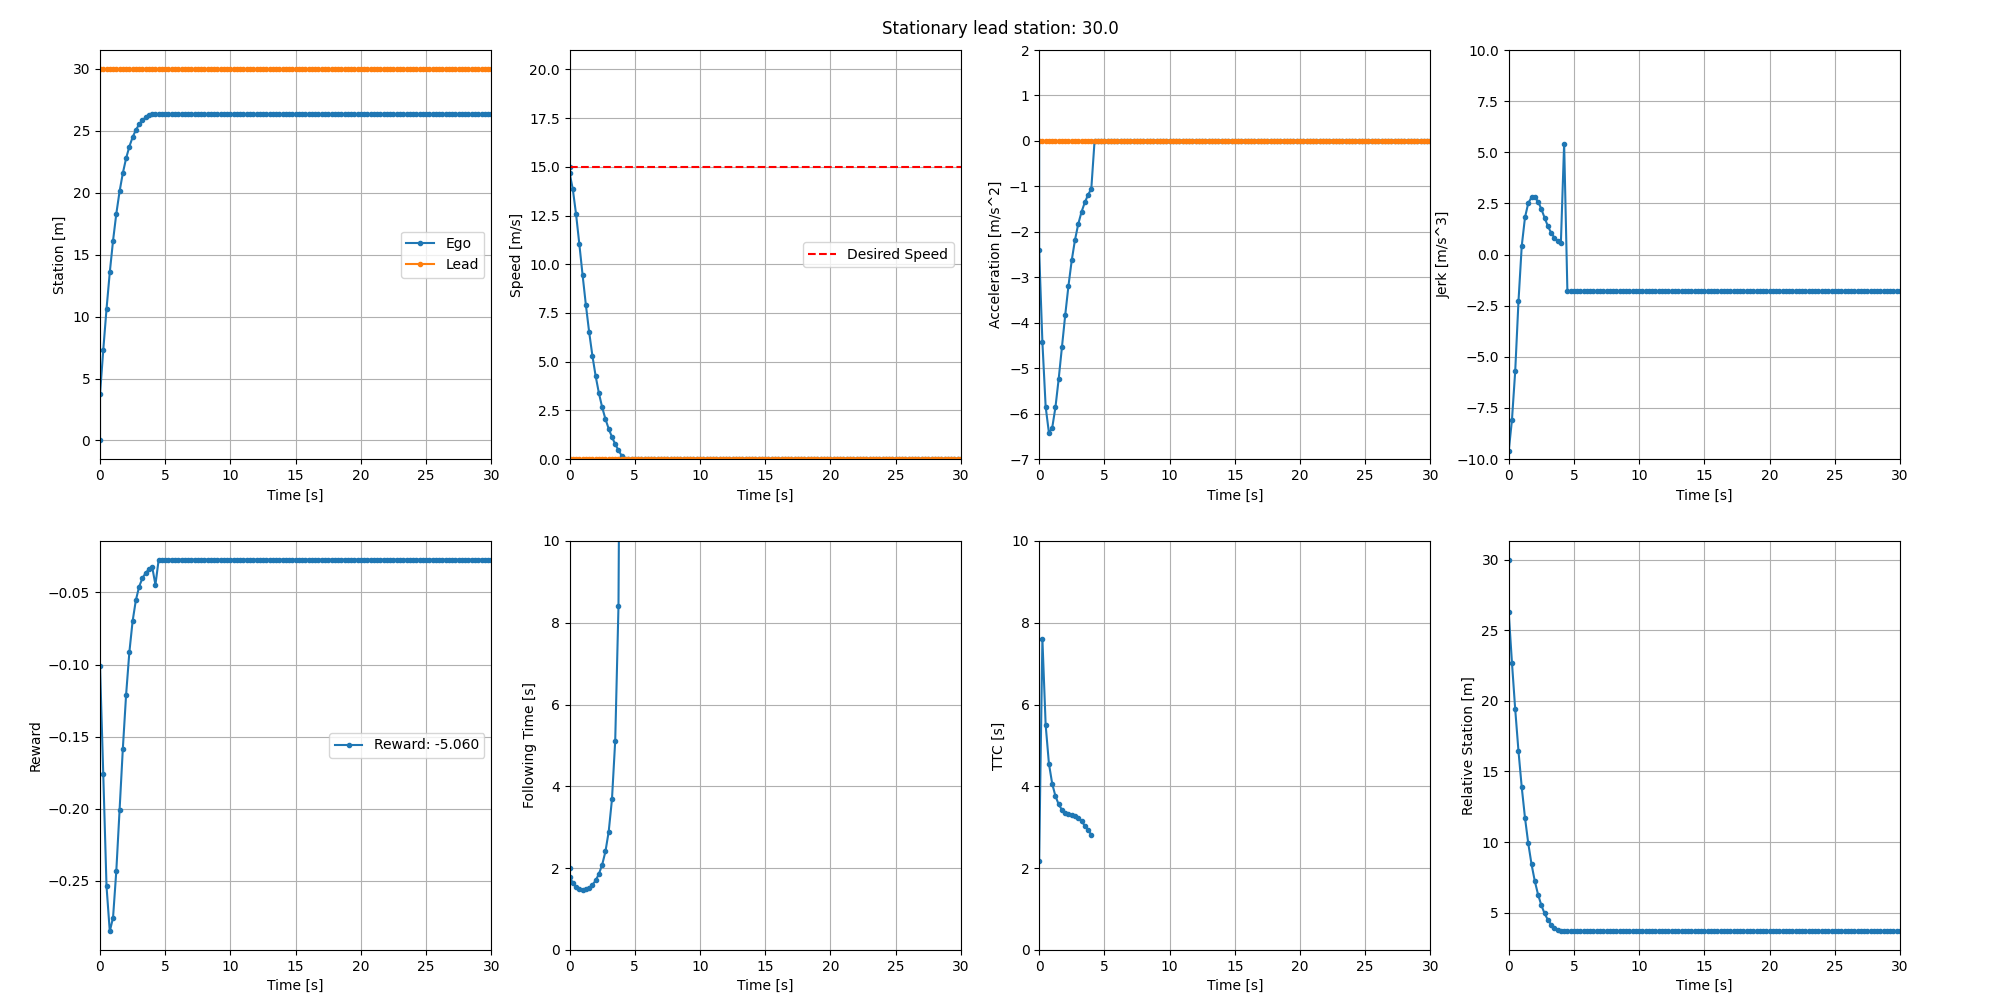 Stationary lead station: 30.0
Station [m]
30
25
20
15
10
5
0
Ego
Lead
0 5 10 15 20 25 30
Time [s]
Speed [m/s]
20.0
17.5
15.0
12.5
10.0
7.5
5.0
2.5
0.0
Desired Speed
0 5 10 15 20 25 30
Time [s]
Acceleration [m/s^2]
2
1
0
−1
−2
−3
−4
−5
−6
−7
0 5 10 15 20 25 30
Time [s]
Jerk [m/s^3]
10.0
7.5
5.0
2.5
0.0
−2.5
−5.0
−7.5
−10.0
0 5 10 15 20 25 30
Time [s]
Reward
−0.05
−0.10
−0.15
−0.20
−0.25
Reward: -5.060
0 5 10 15 20 25 30
Time [s]
Following Time [s]
10
8
6
4
2
0
0 5 10 15 20 25 30
Time [s]
TTC [s]
10
8
6
4
2
0
0 5 10 15 20 25 30
Time [s]
Relative Station [m]
30
25
20
15
10
5
0 5 10 15 20 25 30
Time [s]